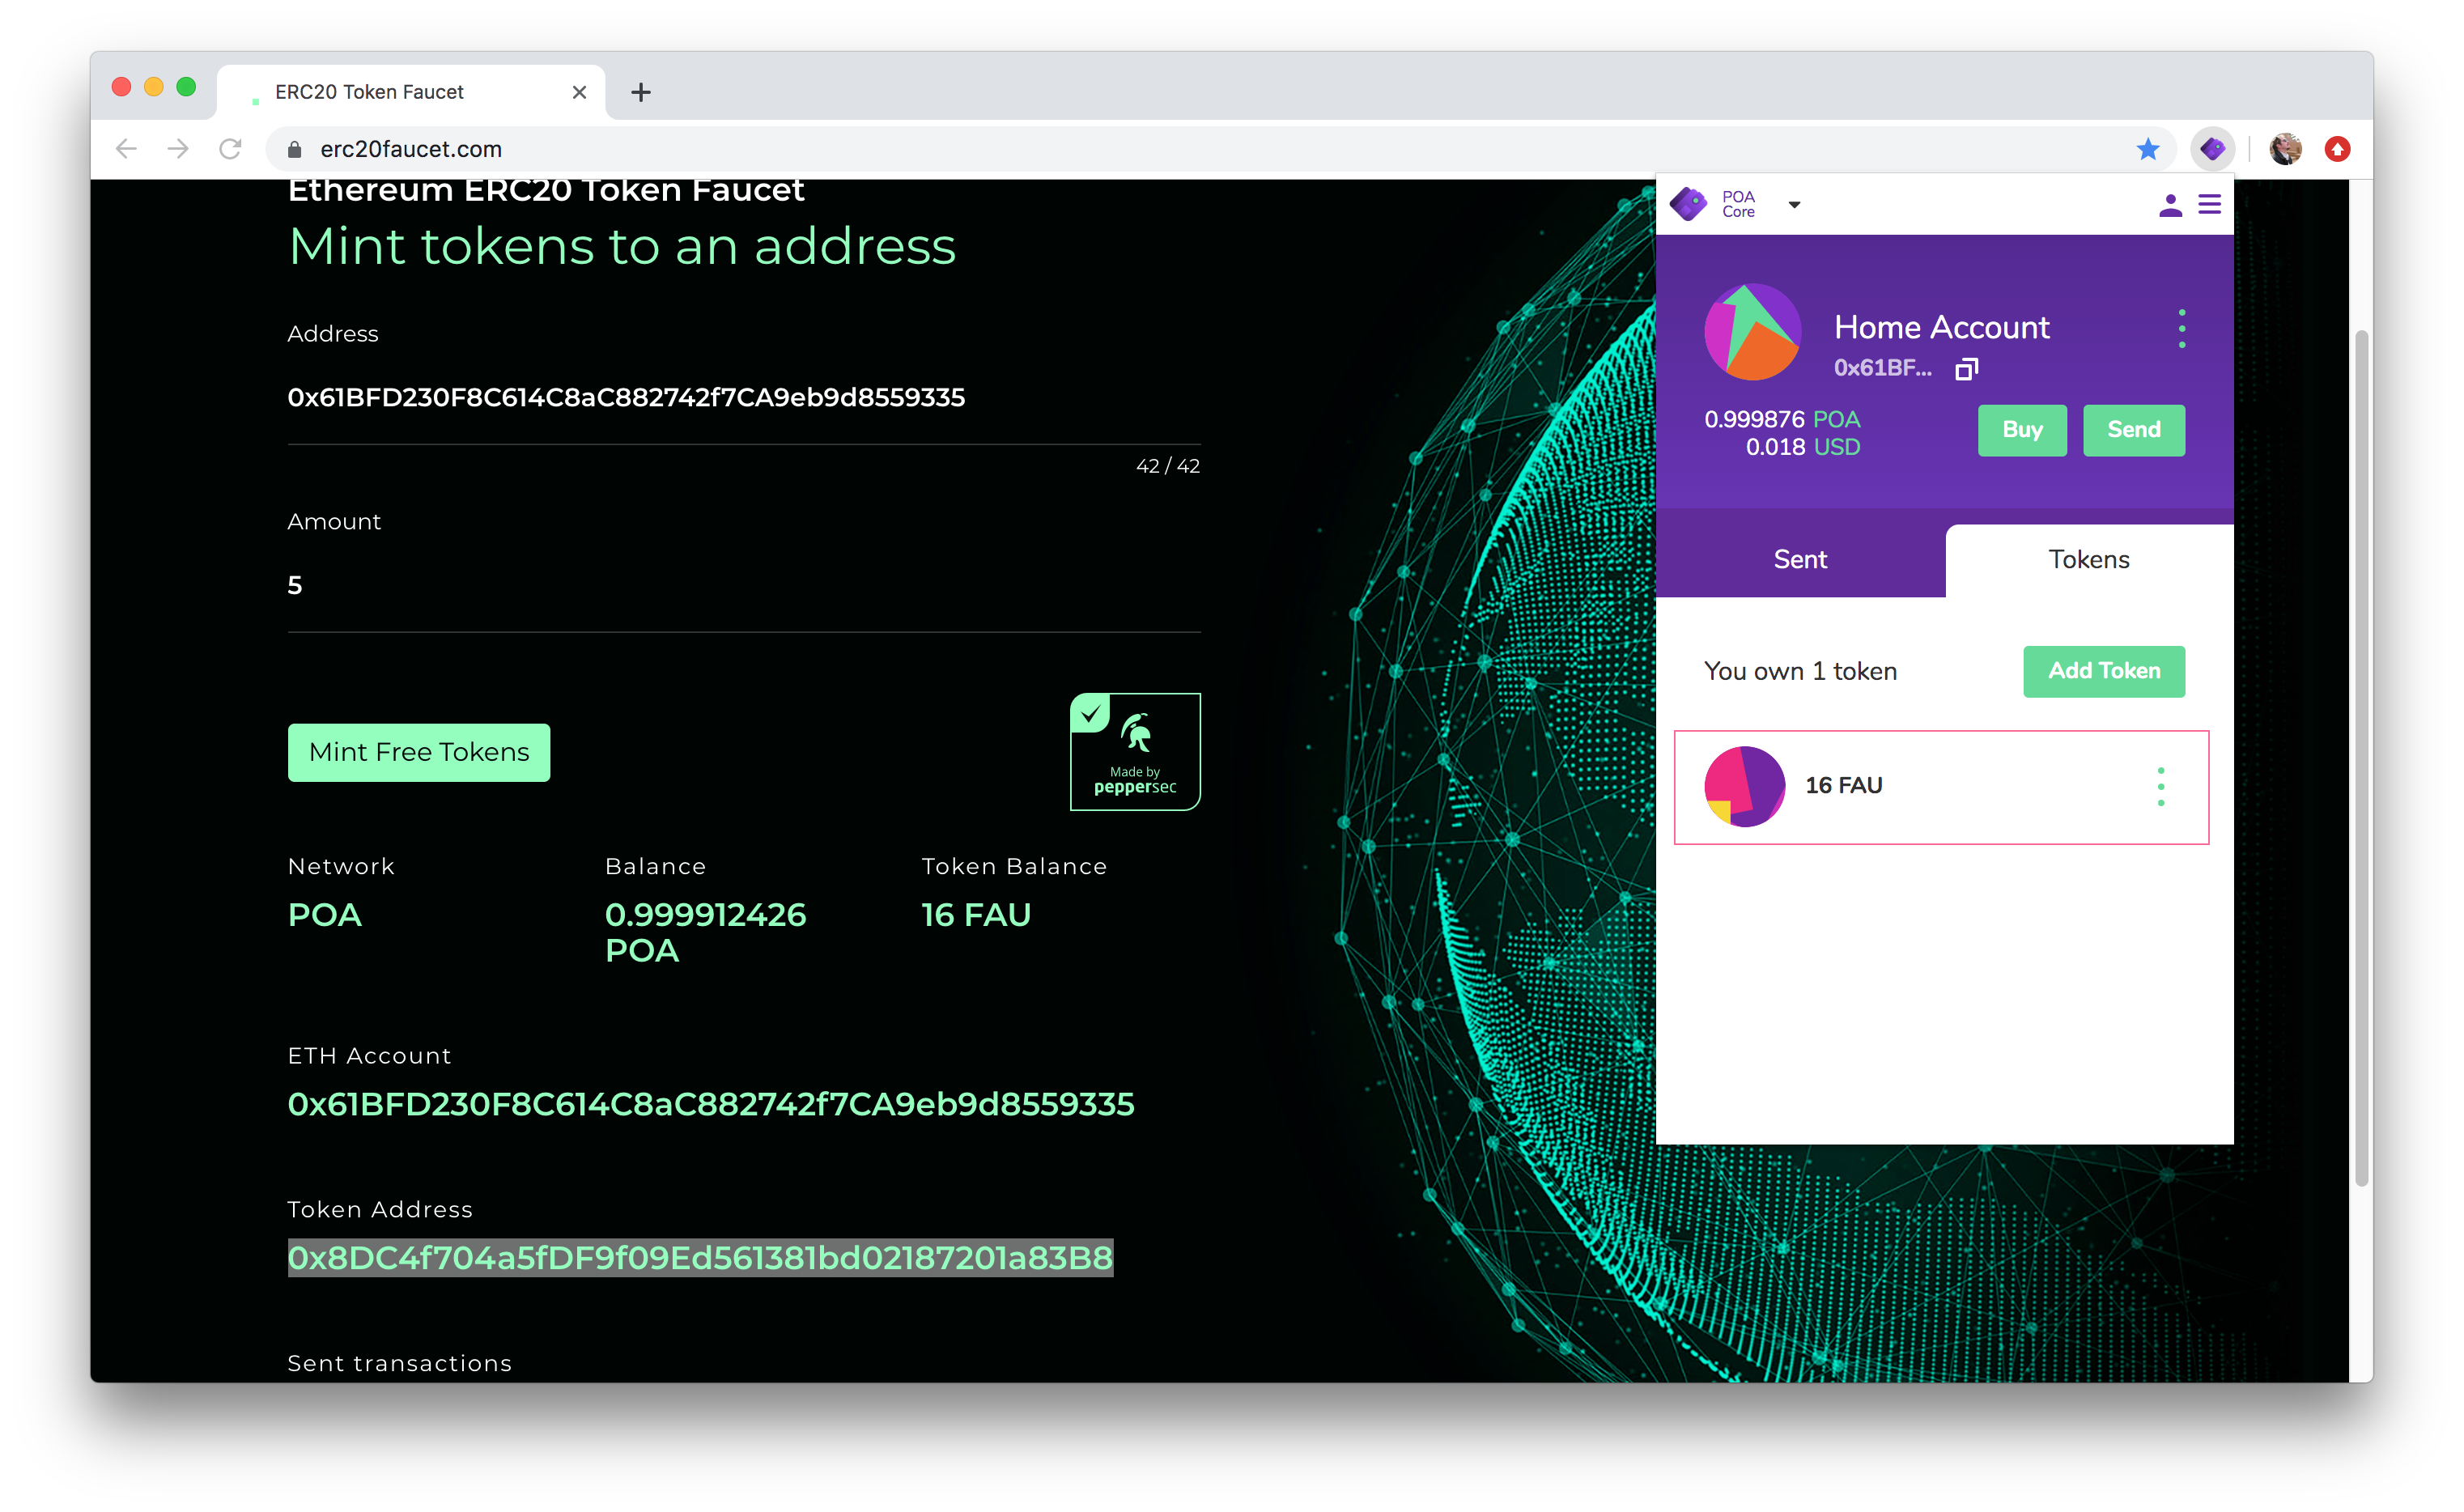 ERC20 Token Faucet
erc20faucet.com
Ethereum ERC20 Token Faucet
Mint tokens to an address
Address
0x61BFD230F8C614C8aC882742f7CA9eb9d8559335
42 / 42
Amount
5
Mint Free Tokens
Made by
peppersec
Network
POA
Balance
0.999912426
POA
Token Balance
16 FAU
ETH Account
0x61BFD230F8C614C8aC882742f7CA9eb9d8559335
Token Address
0x8DC4f704a5fDF9f09Ed561381bd02187201a83B8
Sent transactions
POA
Core
Home Account
0x61BF...
0.999876 POA
0.018 USD
Buy
Send
Sent
Tokens
You own 1 token
Add Token
16 FAU